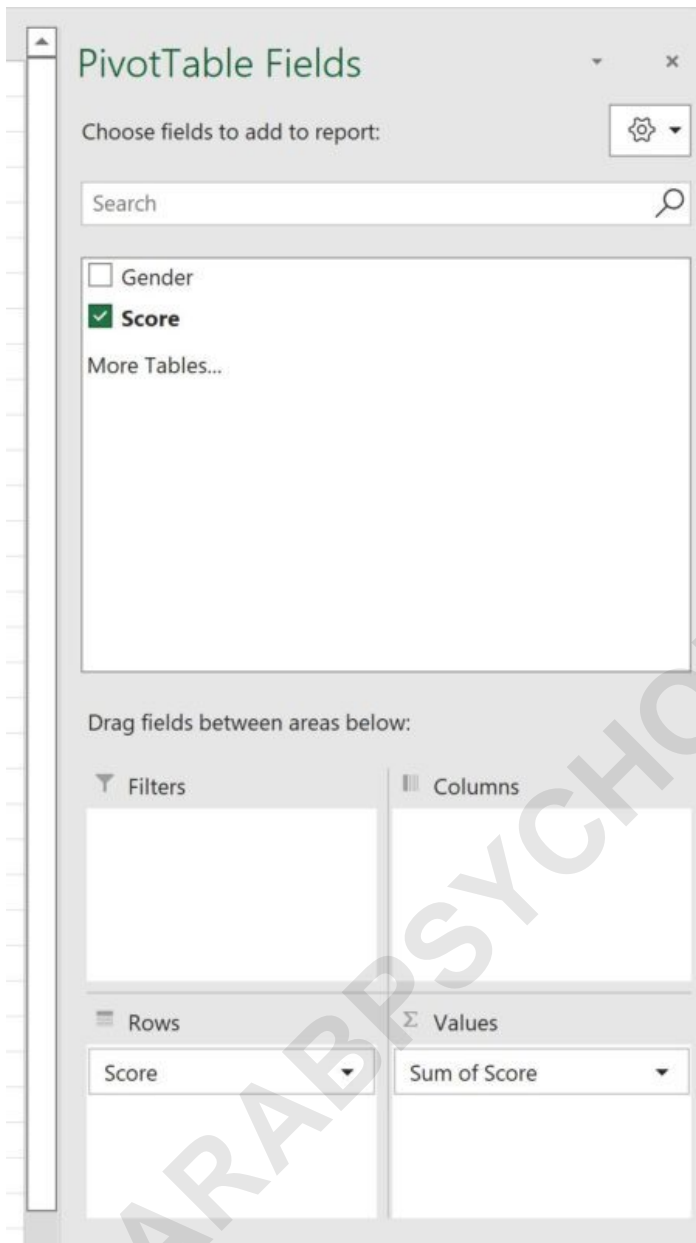 PivotTable Fields
Choose fields to add to report:
Search
Gender
Score
More Tables...
Drag fields between areas below:
Filters
Columns
Rows
Σ Values
Score
Sum of Score
ARABPSYCHO